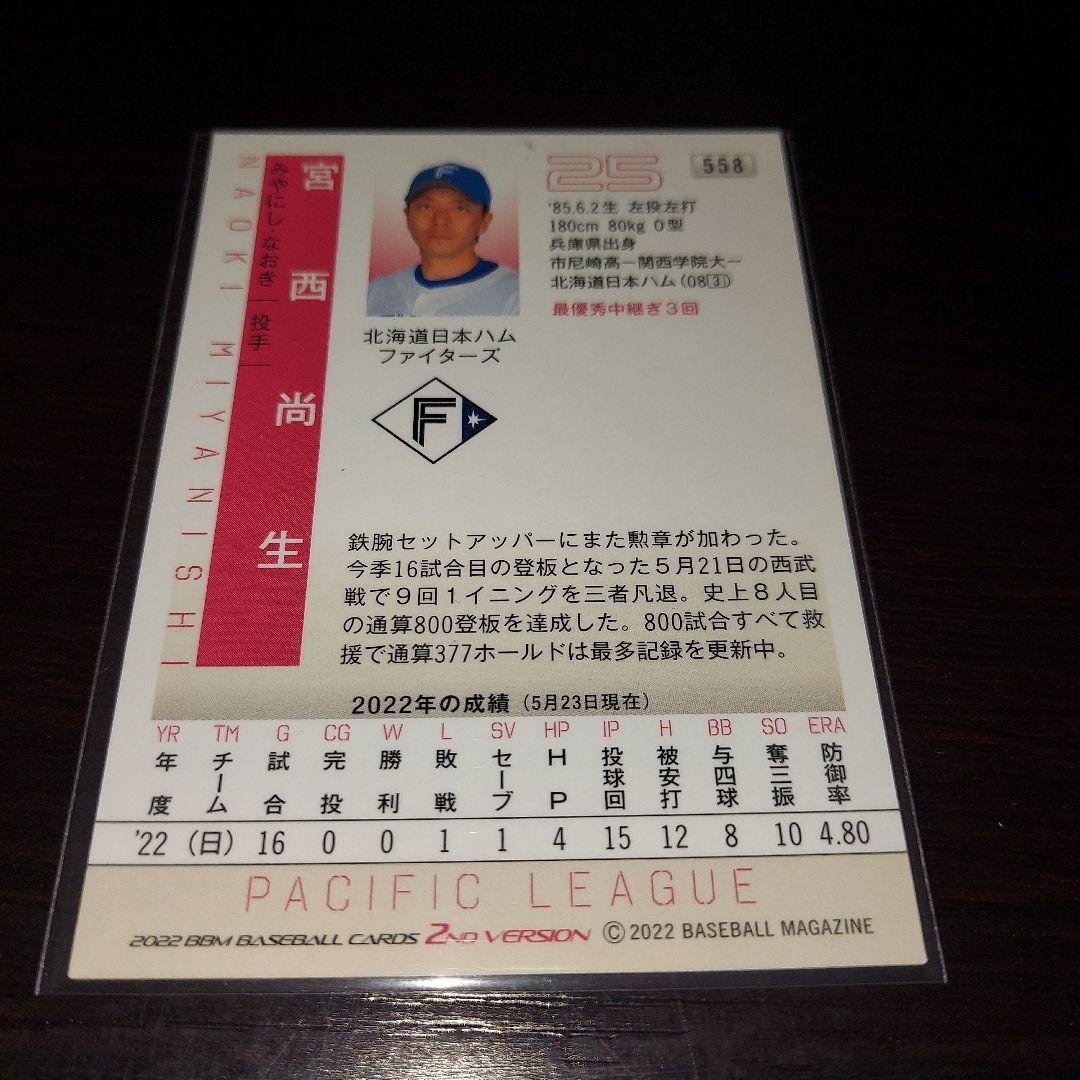 NAOKI MIYANISHI
みやにし・なおき 投手
宮西尚生
25
558
'85.6.2生 左投左打
180cm 80kg O型
兵庫県出身
市尼崎高ー関西学院大ー
北海道日本ハム(08③)
最優秀中継ぎ3回
F
北海道日本ハム
ファイターズ
F
鉄腕セットアッパーにまた勲章が加わった。
今季16試合目の登板となった5月21日の西武
戦で9回1イニングを三者凡退。史上8人目
の通算800登板を達成した。800試合すべて救
援で通算377ホールドは最多記録を更新中。
2022年の成績(5月23日現在)
YR TM G CG W L SV HP IP H BB SO ERA
年度 チーム 試合 完投 勝利 敗戦 セーブ HP 投球回 被安打 与四球 奪三振 防御率
'22 (日) 16 0 0 1 1 4 15 12 8 10 4.80
PACIFIC LEAGUE
2022 BBM BASEBALL CARDS 2ND VERSION © 2022 BASEBALL MAGAZINE